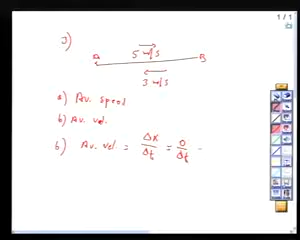 1 / 1
3)
A 5 m/s B
3 m/s
a) Av. speed
b) Av. vel.
b) Av. vel = Δx/Δt = 0/Δt =